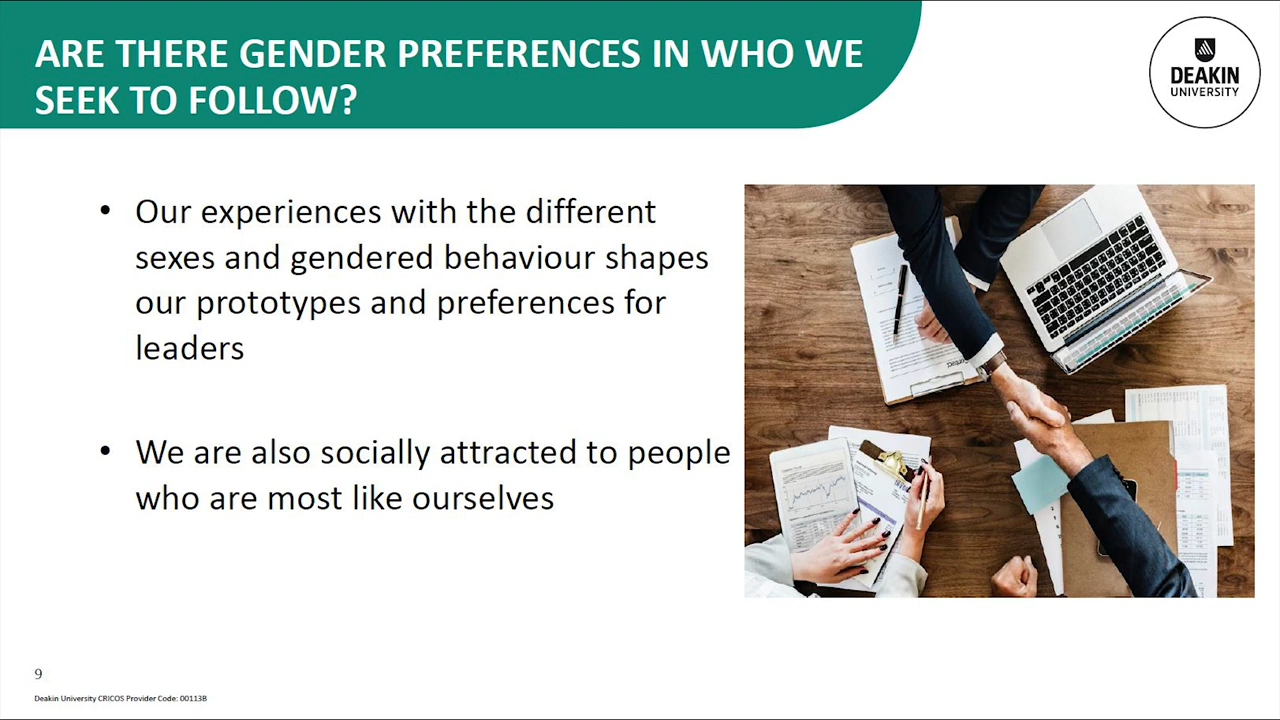 ARE THERE GENDER PREFERENCES IN WHO WE
SEEK TO FOLLOW?
DEAKIN
UNIVERSITY
• Our experiences with the different
sexes and gendered behaviour shapes
our prototypes and preferences for
leaders
• We are also socially attracted to people
who are most like ourselves
9
Deakin University CRICOS Provider Code: 00113B